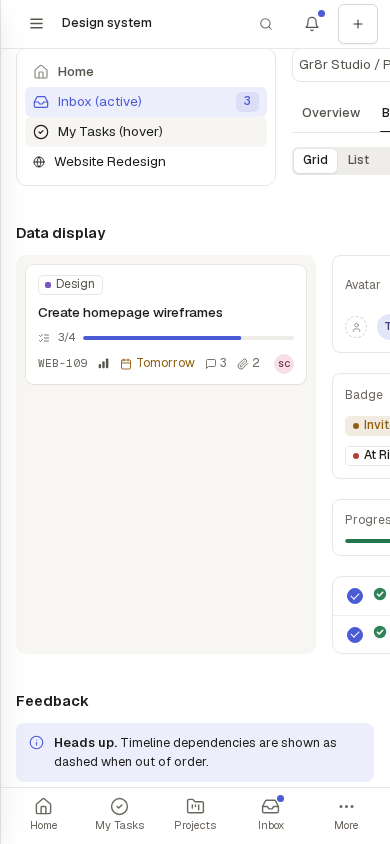 Design system
Home
Inbox (active)
3
My Tasks (hover)
Website Redesign
Gr8r Studio / P
Overview
B
Grid
List
Data display
Design
Create homepage wireframes
3/4
WEB-109
Tomorrow
3
2
SC
Avatar
T
Badge
Invit
At Ri
Progres
Feedback
Heads up. Timeline dependencies are shown as
dashed when out of order.
Home
My Tasks
Projects
Inbox
More